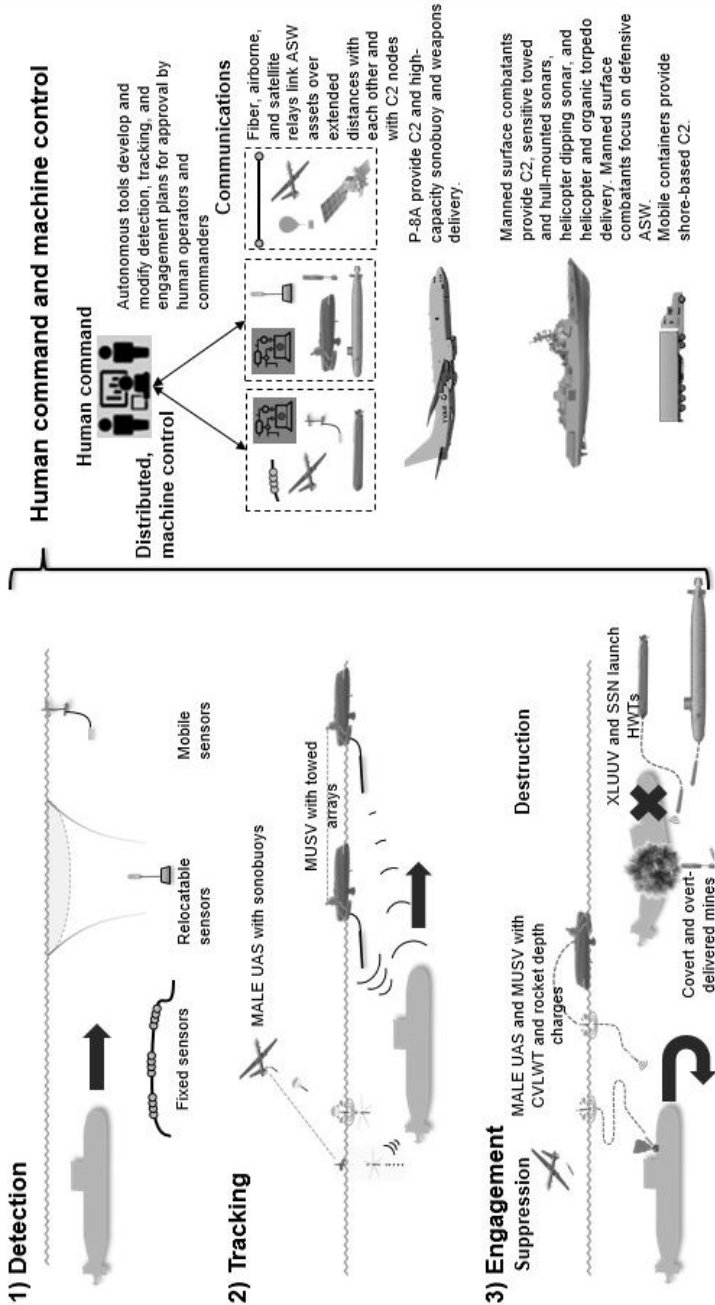 1) Detection
Fixed sensors
Relocatable
sensors
Mobile
sensors
2) Tracking
MALE UAS with sonobuoys
MUSV with towed
arrays
3) Engagement
Suppression
MALE UAS and MUSV with
CVLWT and rocket depth
charges
Destruction
XLUUV and SSN launch
HWTs
Covert and overt-
delivered mines
Human command and machine control
Human command
Distributed,
machine control
Autonomous tools develop and
modify detection, tracking, and
engagement plans for approval by
human operators and
commanders
Communications
Fiber, airborne,
and satellite
relays link ASW
assets over
extended
distances with
each other and
with C2 nodes
P-8A provide C2 and high-
capacity sonobuoy and weapons
delivery.
Manned surface combatants
provide C2, sensitive towed
and hull-mounted sonars,
helicopter dipping sonar, and
helicopter and organic torpedo
delivery. Manned surface
combatants focus on defensive
ASW.
Mobile containers provide
shore-based C2.